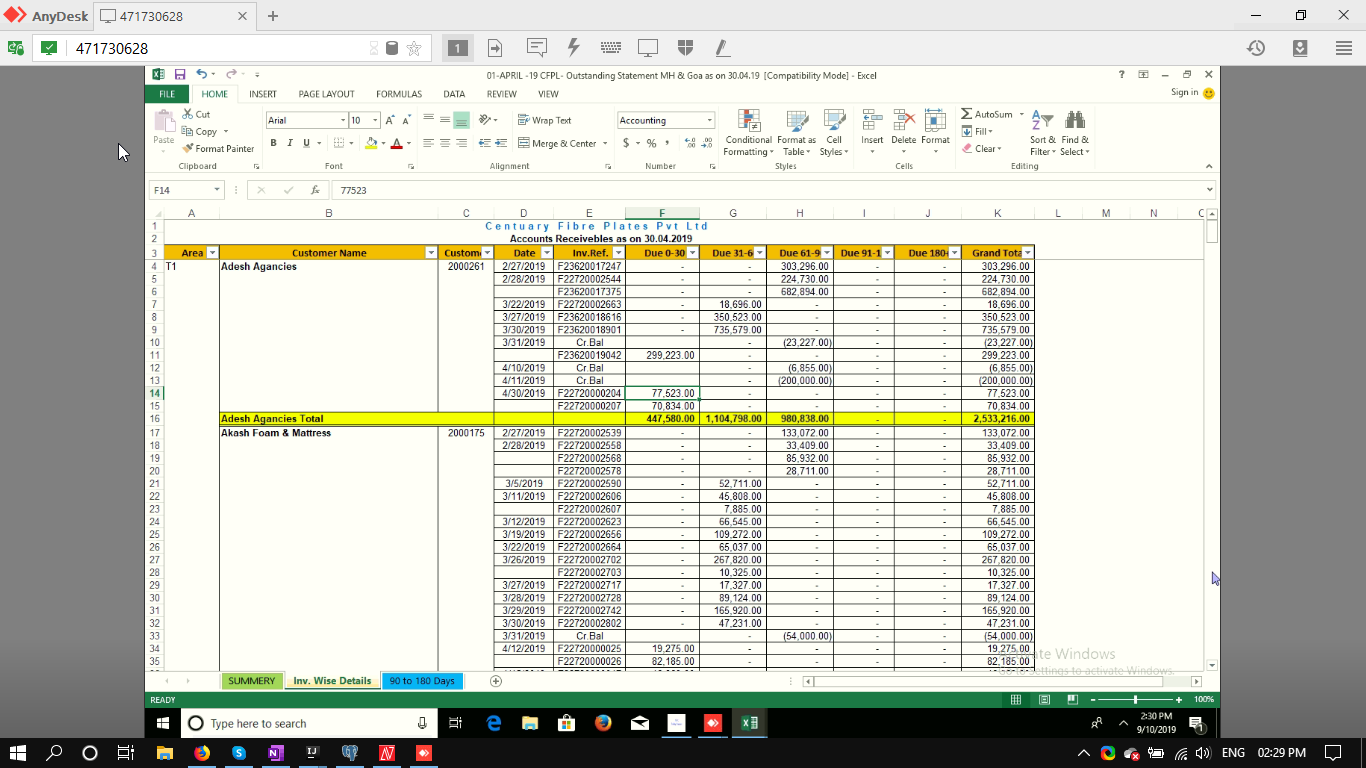 AnyDesk 471730628
471730628
1
01-APRIL -19 CFPL- Outstanding Statement MH & Goa as on 30.04.19 [Compatibility Mode] - Excel
FILE HOME INSERT PAGE LAYOUT FORMULAS DATA REVIEW VIEW Sign in
Paste Cut Copy Format Painter Clipboard
Arial 10 B I U Font
Wrap Text Merge & Center Alignment
Accounting $ % Number
Conditional Formatting Format as Table Cell Styles Styles
Insert Delete Format Cells
AutoSum Fill Clear Sort & Filter Find & Select Editing
F14 fx 77523
A B C D E F G H I J K L M N
1 Centuary Fibre Plates Pvt Ltd
2 Accounts Receivebles as on 30.04.2019
3 Area Customer Name Custom Date Inv.Ref. Due 0-30 Due 31-6 Due 61-9 Due 91-1 Due 180- Grand Tota
4 T1 Adesh Agencies 2000261 2/27/2019 F23620017247 - - 303,296.00 - - 303,296.00
5 2/28/2019 F22720002544 - - 224,730.00 - - 224,730.00
6 F23620017375 - - 682,894.00 - - 682,894.00
7 3/22/2019 F22720002663 - 18,696.00 - - - 18,696.00
8 3/27/2019 F23620018616 - 350,523.00 - - - 350,523.00
9 3/30/2019 F23620018901 - 735,579.00 - - - 735,579.00
10 3/31/2019 Cr.Bal - (23,227.00) - - (23,227.00)
11 F23620019042 299,223.00 - - - - 299,223.00
12 4/10/2019 Cr.Bal - (6,855.00) - - (6,855.00)
13 4/11/2019 Cr.Bal - (200,000.00) - - (200,000.00)
14 4/30/2019 F22720000204 77,523.00 - - - - 77,523.00
15 F22720000207 70,834.00 - - - - 70,834.00
16 Adesh Agancies Total 447,580.00 1,104,798.00 980,838.00 - - 2,533,216.00
17 Akash Foam & Mattress 2000175 2/27/2019 F22720002539 - - 133,072.00 - - 133,072.00
18 2/28/2019 F22720002558 - - 33,409.00 - - 33,409.00
19 F22720002568 - - 85,932.00 - - 85,932.00
20 F22720002578 - - 28,711.00 - - 28,711.00
21 3/5/2019 F22720002590 - 52,711.00 - - - 52,711.00
22 3/11/2019 F22720002606 - 45,808.00 - - - 45,808.00
23 F22720002607 - 7,885.00 - - - 7,885.00
24 3/12/2019 F22720002623 - 66,545.00 - - - 66,545.00
25 3/19/2019 F22720002656 - 109,272.00 - - - 109,272.00
26 3/22/2019 F22720002664 - 65,037.00 - - - 65,037.00
27 3/26/2019 F22720002702 - 267,820.00 - - - 267,820.00
28 F22720002703 - 10,325.00 - - - 10,325.00
29 3/27/2019 F22720002717 - 17,327.00 - - - 17,327.00
30 3/28/2019 F22720002728 - 89,124.00 - - - 89,124.00
31 3/29/2019 F22720002742 - 165,920.00 - - - 165,920.00
32 3/30/2019 F22720002802 - 47,231.00 - - - 47,231.00
33 3/31/2019 Cr.Bal - (54,000.00) - - (54,000.00)
34 4/12/2019 F22720000025 19,275.00 - - - - 19,275.00
35 F22720000026 82,185.00 - - - - 82,185.00
Windows
ettings to activate Windows.
SUMMERY Inv. Wise Details 90 to 180 Days
READY 100%
Type here to search 2:30 PM
9/10/2019 1
ENG 02:29 PM